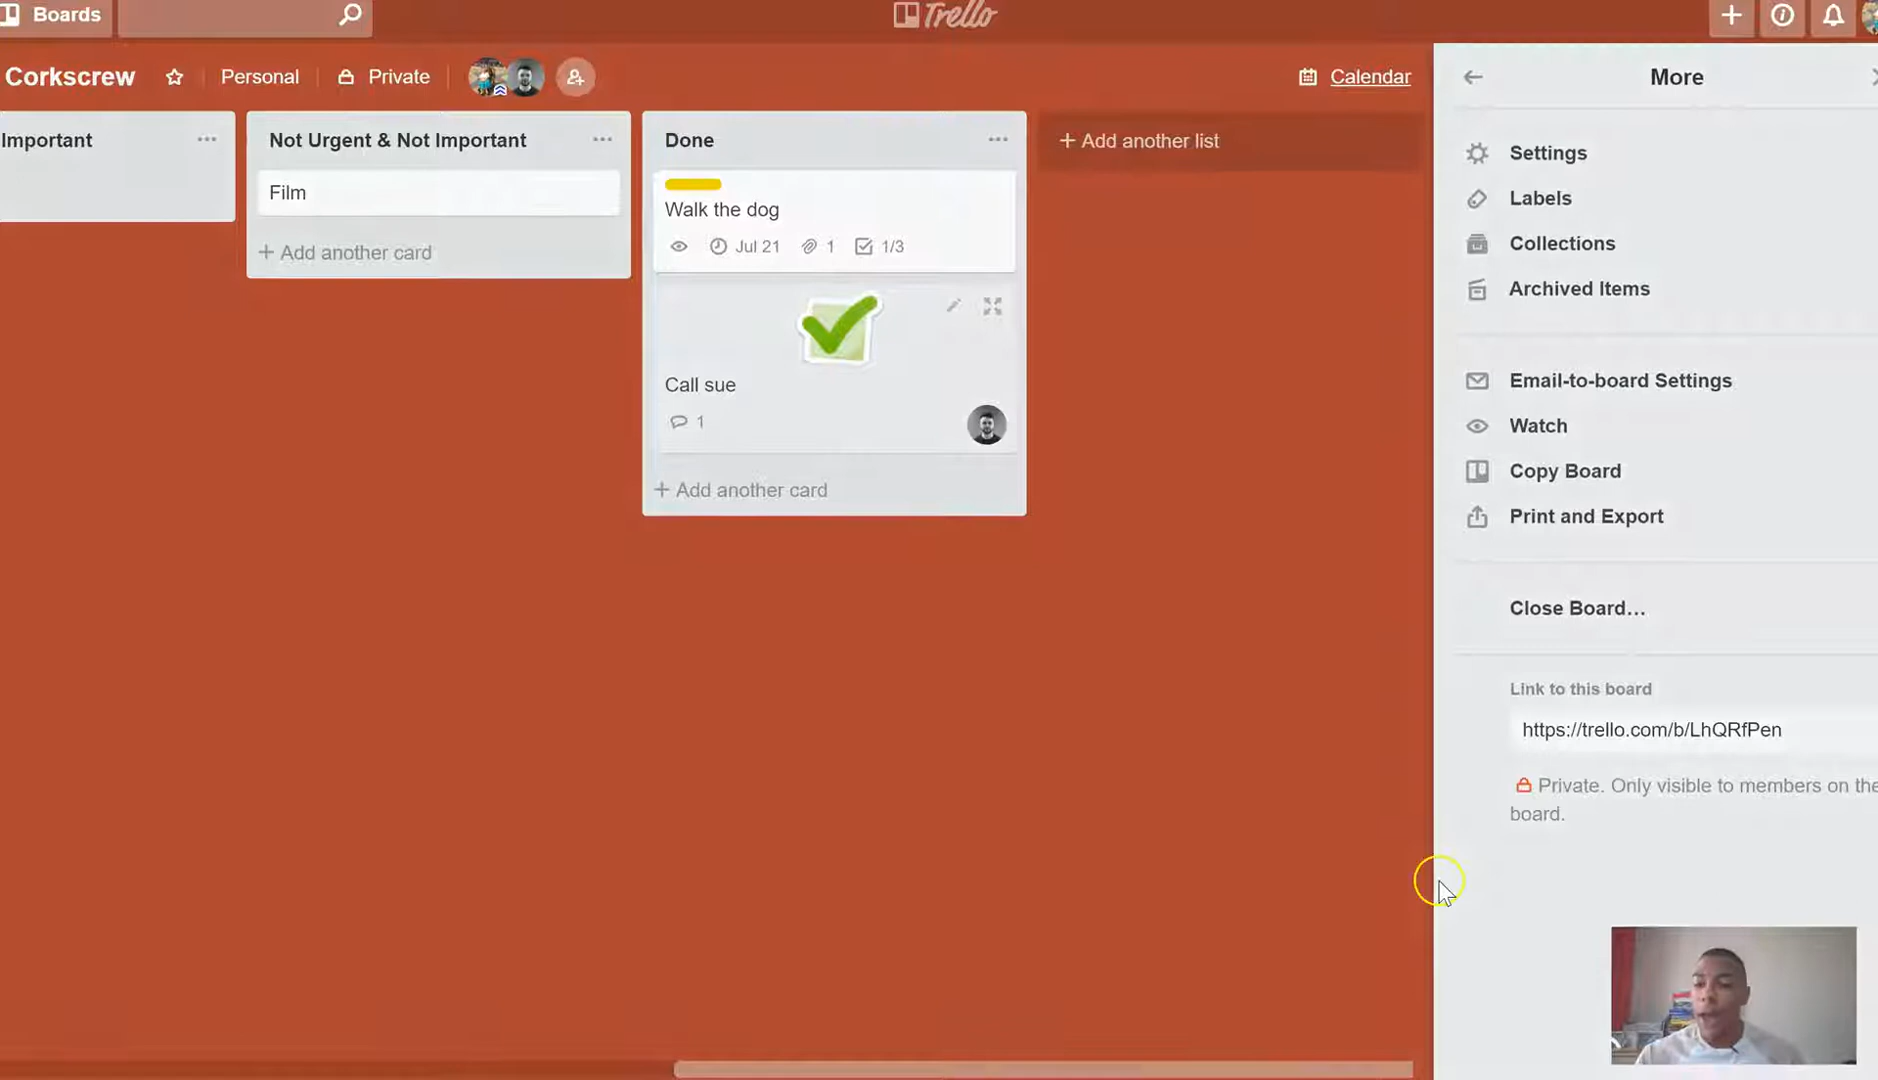 Boards
Trello
Corkscrew
Personal
Private
Calendar
Important
Not Urgent & Not Important
Film
+ Add another card
Done
Walk the dog
Jul 21
1
1/3
Call sue
1
+ Add another card
+ Add another list
More
Settings
Labels
Collections
Archived Items
Email-to-board Settings
Watch
Copy Board
Print and Export
Close Board...
Link to this board
https://trello.com/b/LhQRfPen
Private. Only visible to members on the
board.